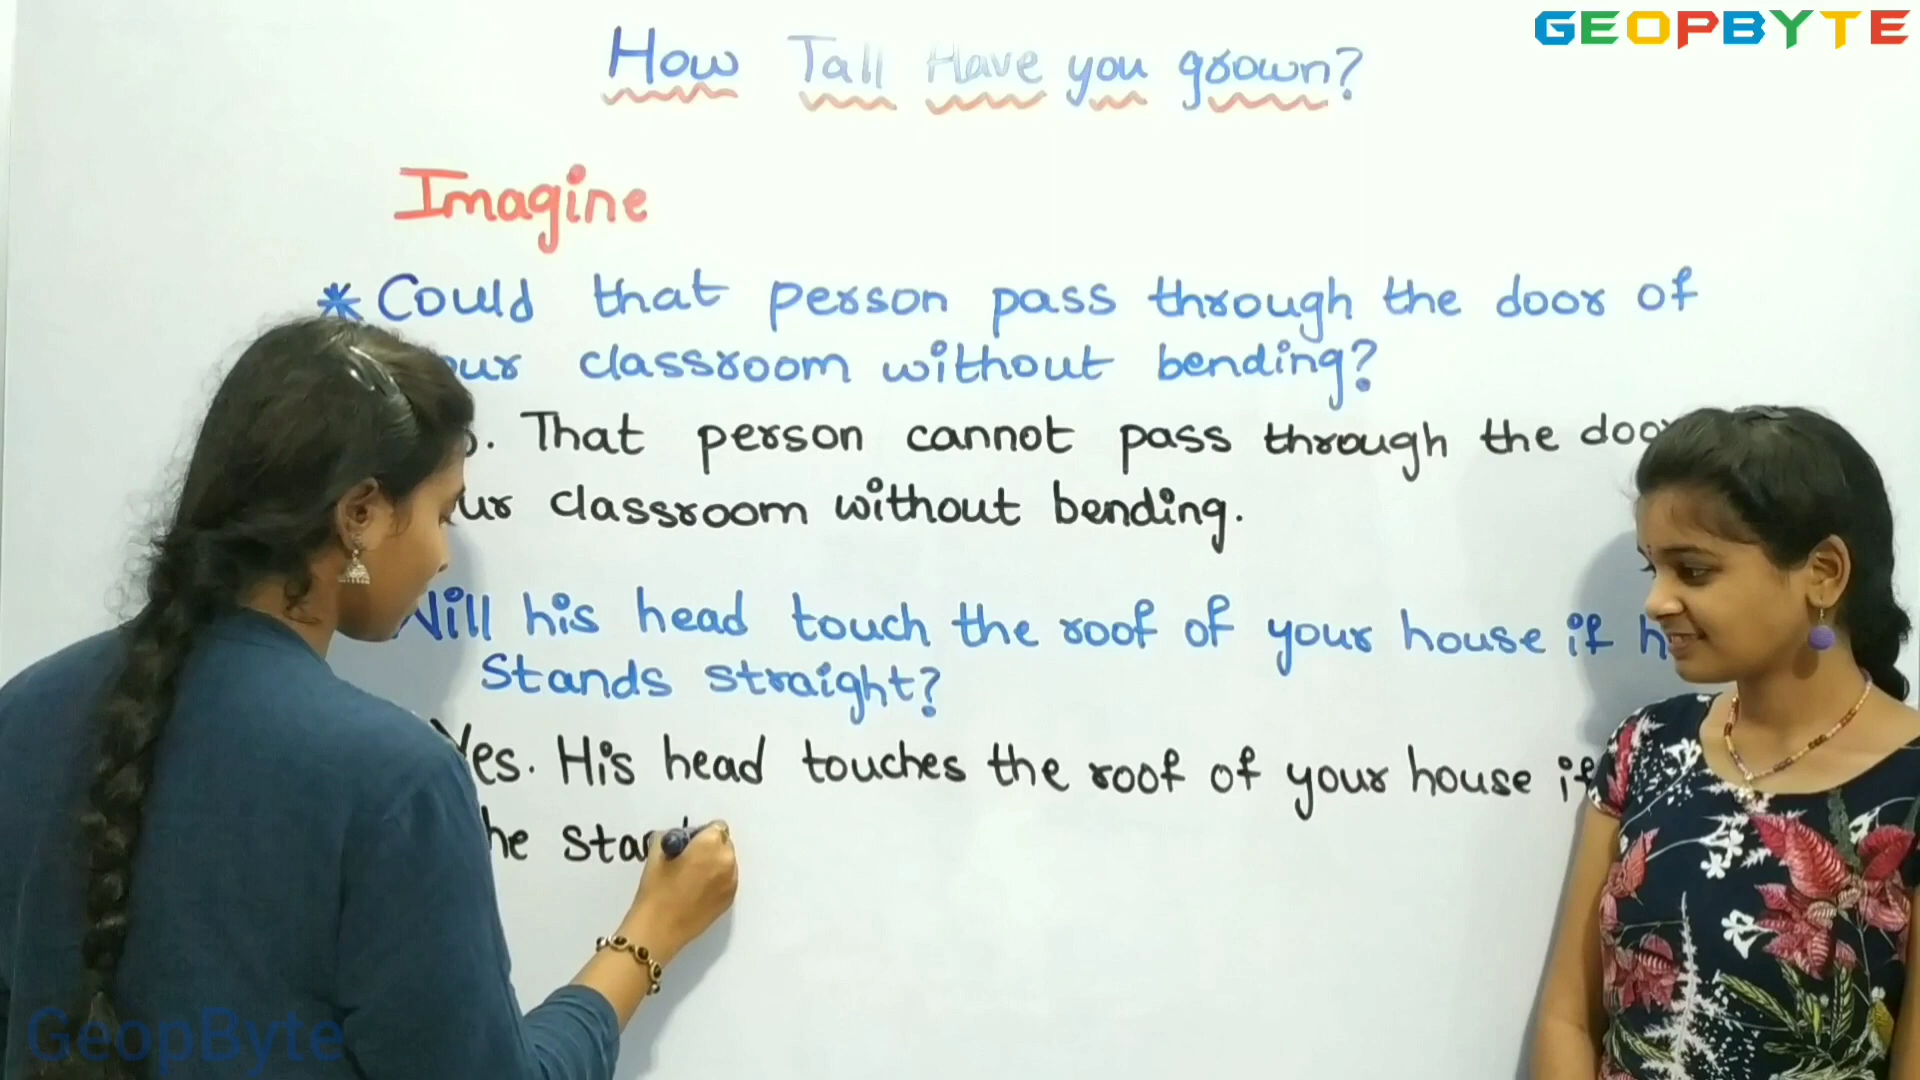 GEOPBYTE
How Tall Have you grown?
Imagine
* Could that person pass through the door of
classroom without bending?
. That person cannot pass through the
classroom without bending.
his head touch the roof of your house if
stands straight?
Yes. His head touches the roof of your house if
he
GeopByte